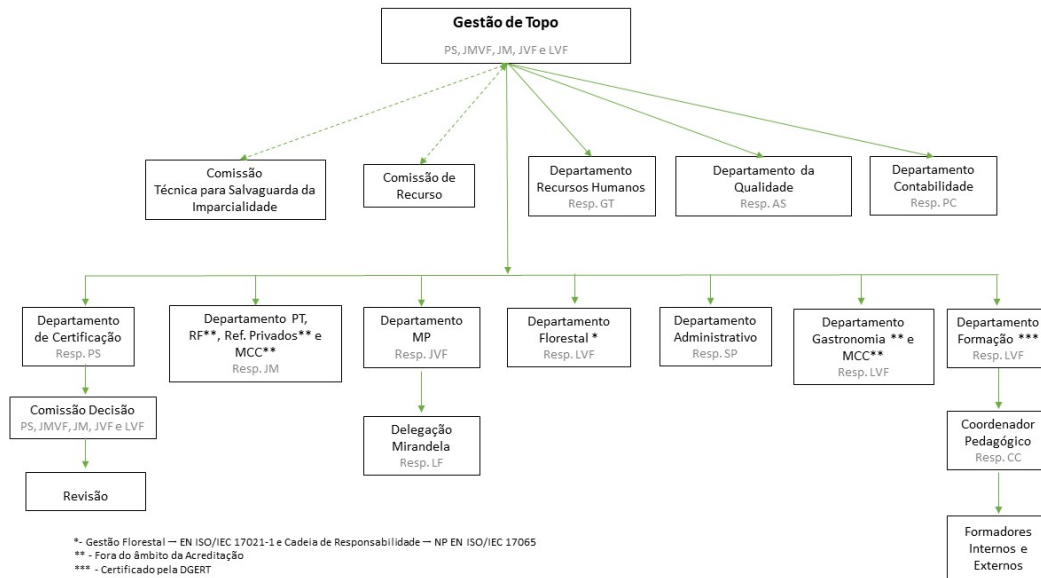 Gestão de Topo
PS, JMVF, JM, JVF e LVF
Comissão
Técnica para Salvaguarda da
Imparcialidade
Comissão de
Recurso
Departamento
Recursos Humanos
Resp. GT
Departamento da
Qualidade
Resp. AS
Departamento
Contabilidade
Resp. PC
Departamento
de Certificação
Resp. PS
Departamento PT,
RF**, Ref. Privados** e
MCC**
Resp. JM
Departamento
MP
Resp. JVF
Departamento
Florestal *
Resp. LVF
Departamento
Administrativo
Resp. SP
Departamento
Gastronomia ** e
MCC**
Resp. LVF
Departamento
Formação ***
Resp. LVF
Comissão Decisão
PS, JMVF, JM, JVF e LVF
Delegação
Mirandela
Resp. LF
Coordenador
Pedagógico
Resp. CC
Revisão
Formadores
Internos e
Externos
*- Gestão Florestal — EN ISO/IEC 17021-1 e Cadeia de Responsabilidade — NP EN ISO/IEC 17065
** - Fora do âmbito da Acreditação
*** - Certificado pela DGERT